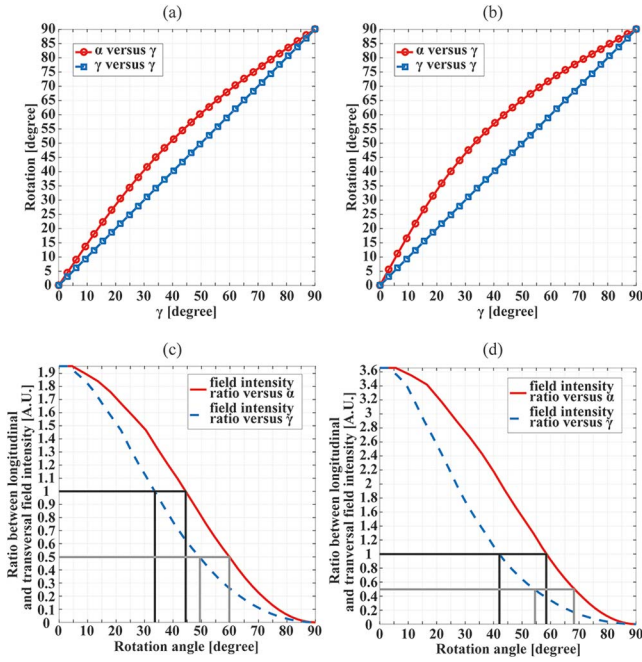 (a)
90
85
80
75
70
65
60
55
50
45
40
35
30
25
20
15
10
5
0
Rotation [degree]
α versus γ
γ versus γ
0 10 20 30 40 50 60 70 80 90
γ [degree]
(b)
90
85
80
75
70
65
60
55
50
45
40
35
30
25
20
15
10
5
0
Rotation [degree]
α versus γ
γ versus γ
0 10 20 30 40 50 60 70 80 90
γ [degree]
(c)
1.9
1.8
1.7
1.6
1.5
1.4
1.3
1.2
1.1
1
0.9
0.8
0.7
0.6
0.5
0.4
0.3
0.2
0.1
0
Ratio between longitudinal
and tranversal field intensity [A.U.]
field intensity
ratio versus α
field intensity
ratio versus γ
0 10 20 30 40 50 60 70 80 90
Rotation angle [degree]
(d)
3.6
3.4
3.2
3
2.8
2.6
2.4
2.2
2
1.8
1.6
1.4
1.2
1
0.8
0.6
0.4
0.2
0
Ratio between longitudinal
and tranversal field intensity [A.U.]
field intensity
ratio versus α
field intensity
ratio versus γ
0 10 20 30 40 50 60 70 80 90
Rotation angle [degree]